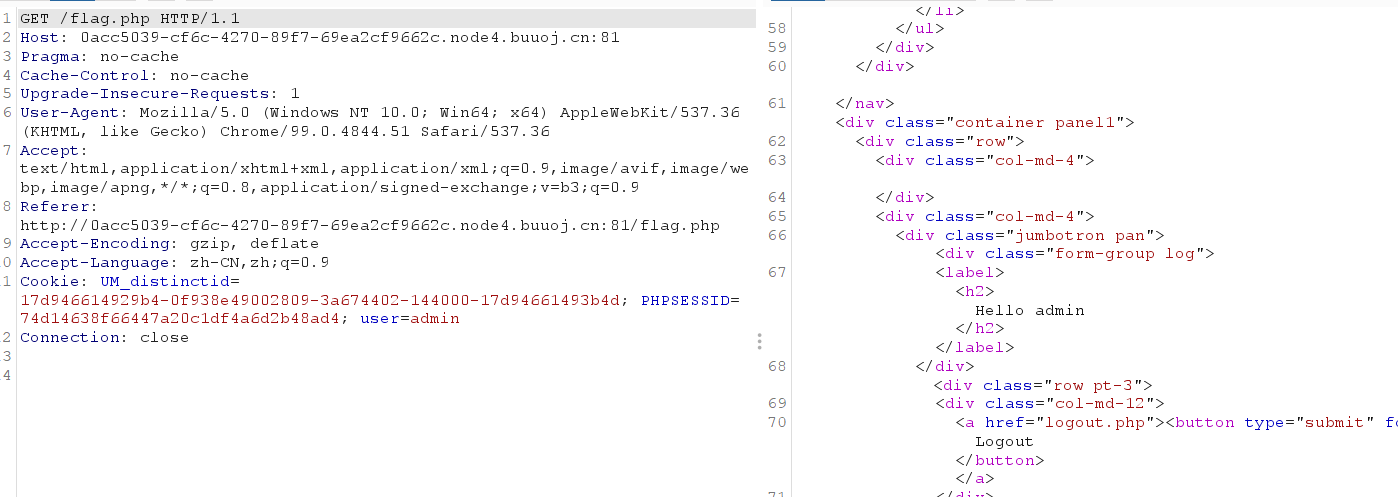 1 GET /flag.php HTTP/1.1
2 Host: 0acc5039-cf6c-4270-89f7-69ea2cf9662c.node4.buuoj.cn:81
3 Pragma: no-cache
4 Cache-Control: no-cache
5 Upgrade-Insecure-Requests: 1
6 User-Agent: Mozilla/5.0 (Windows NT 10.0; Win64; x64) AppleWebKit/537.36
(KHTML, like Gecko) Chrome/99.0.4844.51 Safari/537.36
7 Accept:
text/html,application/xhtml+xml,application/xml;q=0.9,image/avif,image/we
bp,image/apng,*/*;q=0.8,application/signed-exchange;v=b3;q=0.9
8 Referer:
http://0acc5039-cf6c-4270-89f7-69ea2cf9662c.node4.buuoj.cn:81/flag.php
9 Accept-Encoding: gzip, deflate
0 Accept-Language: zh-CN,zh;q=0.9
1 Cookie: UM_distinctid=
17d946614929b4-0f938e49002809-3a674402-144000-17d94661493b4d; PHPSESSID=
74d14638f66447a20c1df4a6d2b48ad4; user=admin
2 Connection: close
3
4
</li>
58 </ul>
59 </div>
60 </div>
61 </nav>
<div class="container panel1">
62 <div class="row">
63 <div class="col-md-4">
64 </div>
65 <div class="col-md-4">
66 <div class="jumbotron pan">
<div class="form-group log">
67 <label>
<h2>
Hello admin
</h2>
</label>
68 </div>
<div class="row pt-3">
69 <div class="col-md-12">
70 <a href="logout.php"><button type="submit" fo
Logout
</button>
</a>
71 </div>